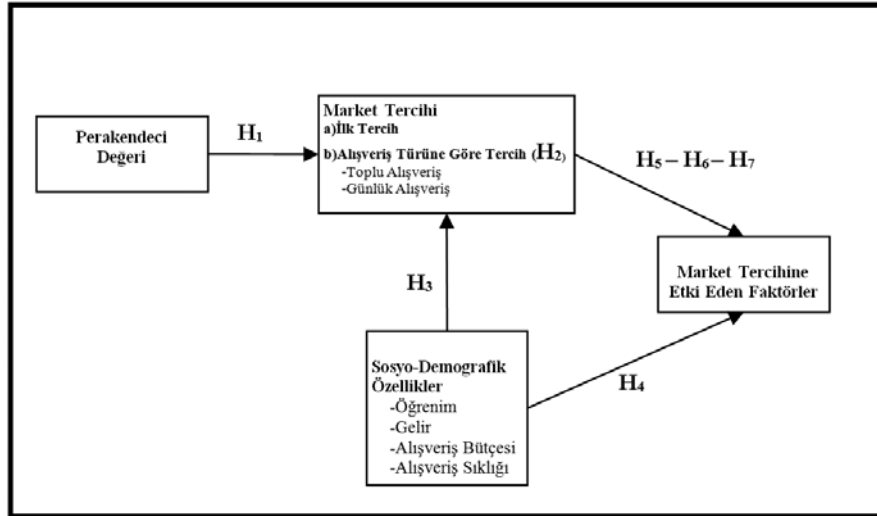 Perakendeci
Değeri
H₁
Market Tercihi
a)İlk Tercih
b)Alışveriş Türüne Göre Tercih (H₂)
-Toplu Alışveriş
-Günlük Alışveriş
H₅ – H₆ – H₇
Market Tercihine
Etki Eden Faktörler
H₃
Sosyo-Demografik
Özellikler
-Öğrenim
-Gelir
-Alışveriş Bütçesi
-Alışveriş Sıklığı
H₄